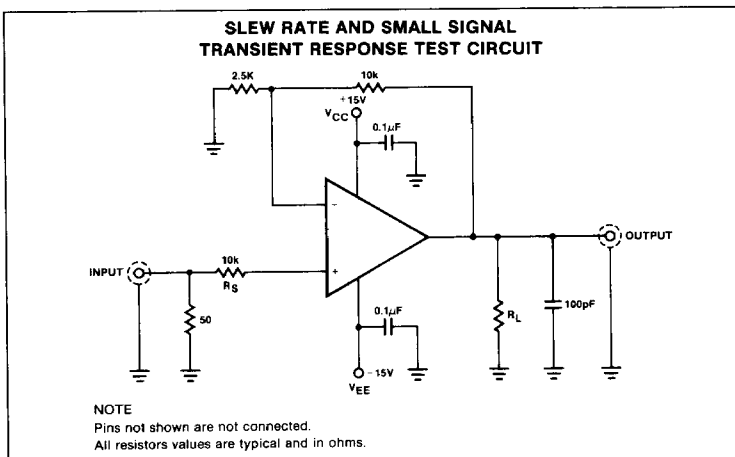 SLEW RATE AND SMALL SIGNAL
TRANSIENT RESPONSE TEST CIRCUIT
2.5K
10k
+15V
VCC
0.1μF
INPUT
10k
RS
50
−
+
OUTPUT
RL
100pF
0.1μF
−15V
VEE
NOTE
Pins not shown are not connected.
All resistors values are typical and in ohms.